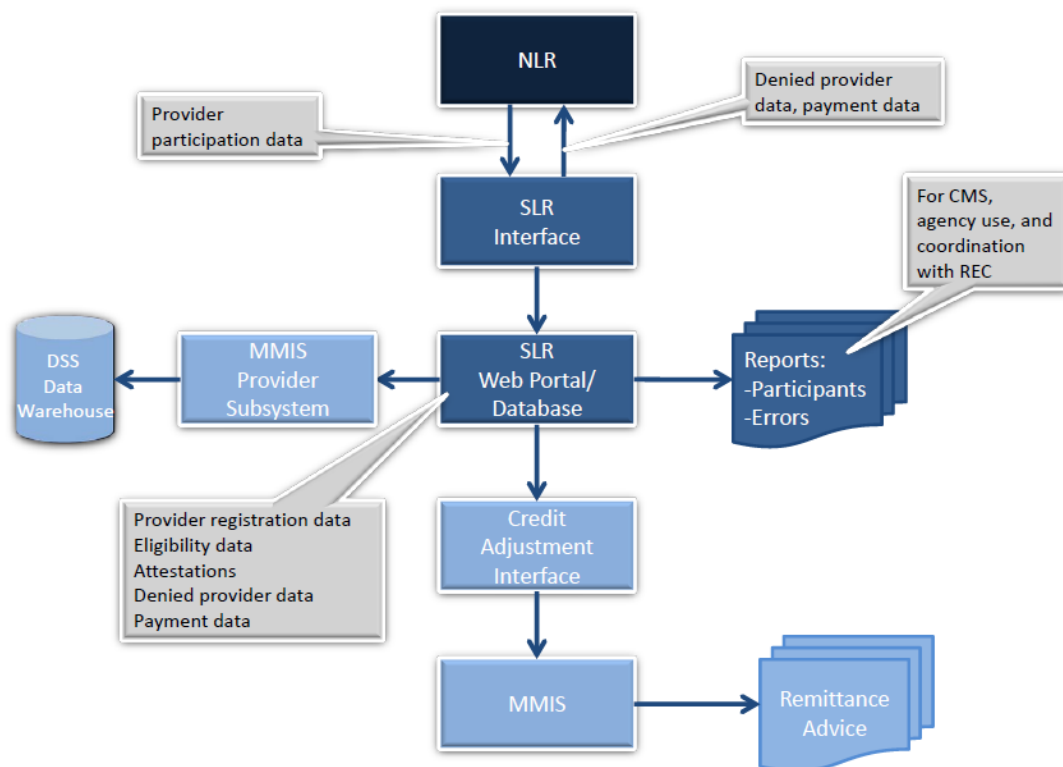 NLR
Provider
participation data
Denied provider
data, payment data
SLR
Interface
For CMS,
agency use, and
coordination
with REC
DSS
Data
Warehouse
MMIS
Provider
Subsystem
SLR
Web Portal/
Database
Reports:
-Participants
-Errors
Provider registration data
Eligibility data
Attestations
Denied provider data
Payment data
Credit
Adjustment
Interface
MMIS
Remittance
Advice